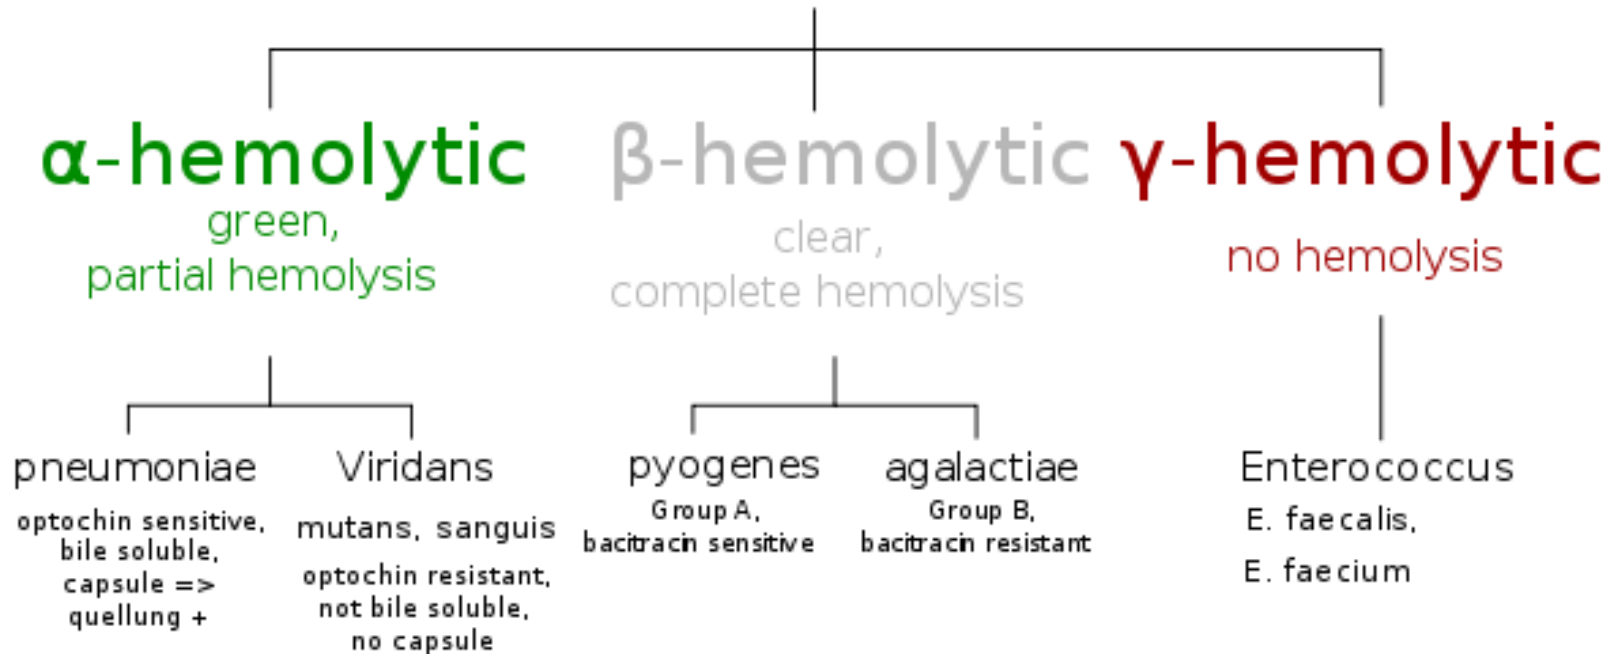 α-hemolytic
green,
partial hemolysis
β-hemolytic
clear,
complete hemolysis
γ-hemolytic
no hemolysis
pneumoniae
optochin sensitive,
bile soluble,
capsule =>
quellung +
Viridans
mutans, sanguis
optochin resistant,
not bile soluble,
no capsule
pyogenes
Group A,
bacitracin sensitive
agalactiae
Group B,
bacitracin resistant
Enterococcus
E. faecalis,
E. faecium